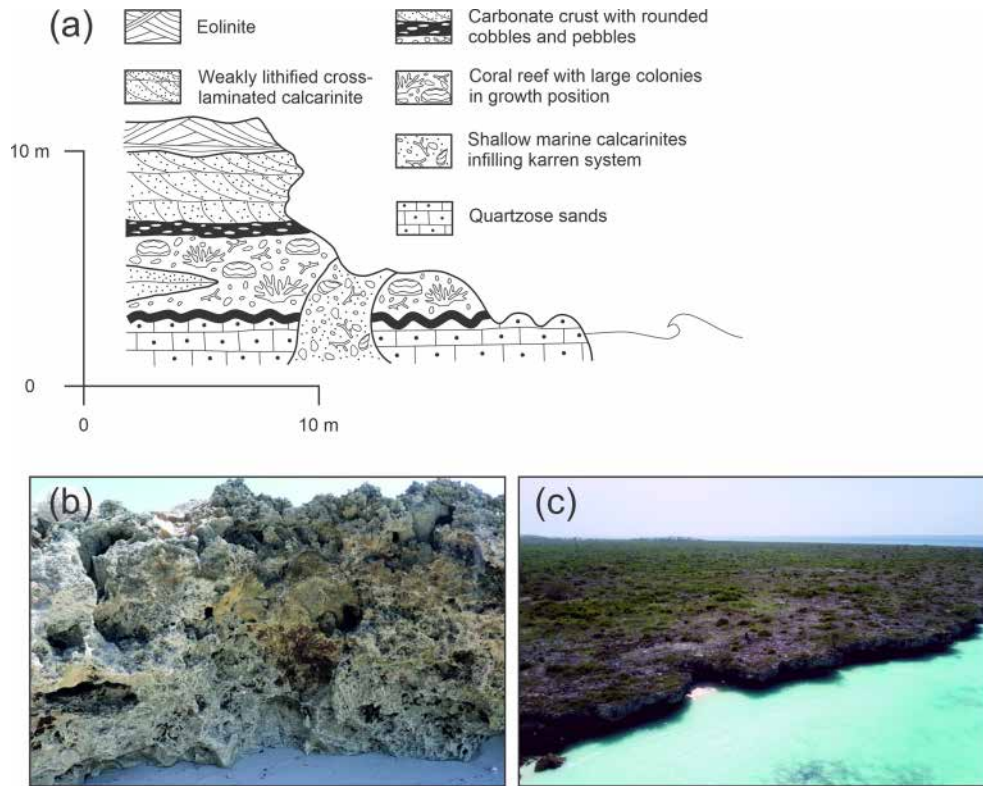 (a)
Eolinite
Weakly lithified cross-
laminated calcarinite
Carbonate crust with rounded
cobbles and pebbles
Coral reef with large colonies
in growth position
Shallow marine calcarinites
infilling karren system
Quartzose sands
10 m
0
0
10 m
(b)
(c)